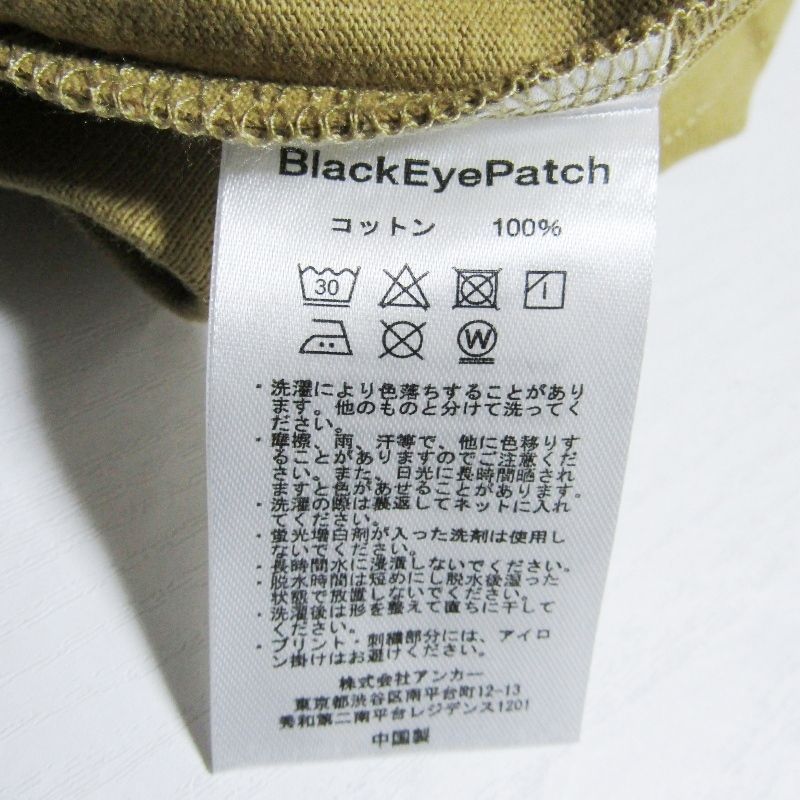 BlackEyePatch
コットン 100%
30
W
・洗濯により色落ちすることがあり
ます。他のものと分けて洗ってく
ださい。
・摩擦、雨、汗等で、他に色移りす
ることがありますのでご注意くだ
さい。また、日光に長時間晒され
ますと色があせることがあります。
・洗濯の際は裏返してネットに入れ
てください。
・蛍光増白剤が入った洗剤は使用し
ないでください。
・長時間水に浸漬しないでください。
・脱水時間は短めにし脱水後湿った
状態で放置しないでください。
・洗濯後は形を整えて直ちに干して
ください。
・プリント・刺繍部分には、アイロ
ン掛けはお避けください。
株式会社アンカー
東京都渋谷区南平台町12-13
秀和第二南平台レジデンス1201
中国製